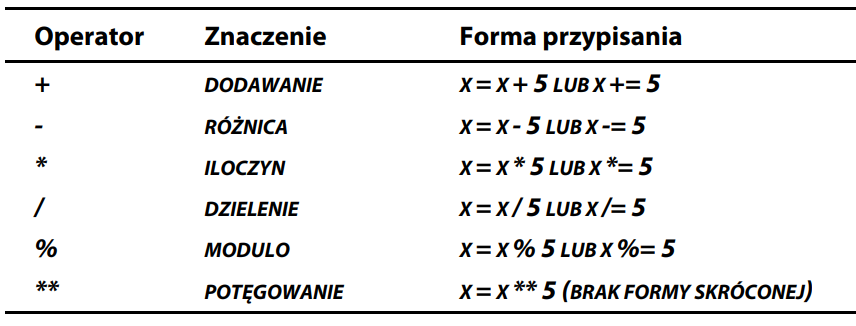 Operator Znaczenie Forma przypisania
+ DODAWANIE X = X + 5 LUB X += 5
- RÓŻNICA X = X - 5 LUB X -= 5
* ILOCZYN X = X * 5 LUB X *= 5
/ DZIELENIE X = X / 5 LUB X /= 5
% MODULO X = X % 5 LUB X %= 5
** POTĘGOWANIE X = X ** 5 (BRAK FORMY SKRÓCONEJ)